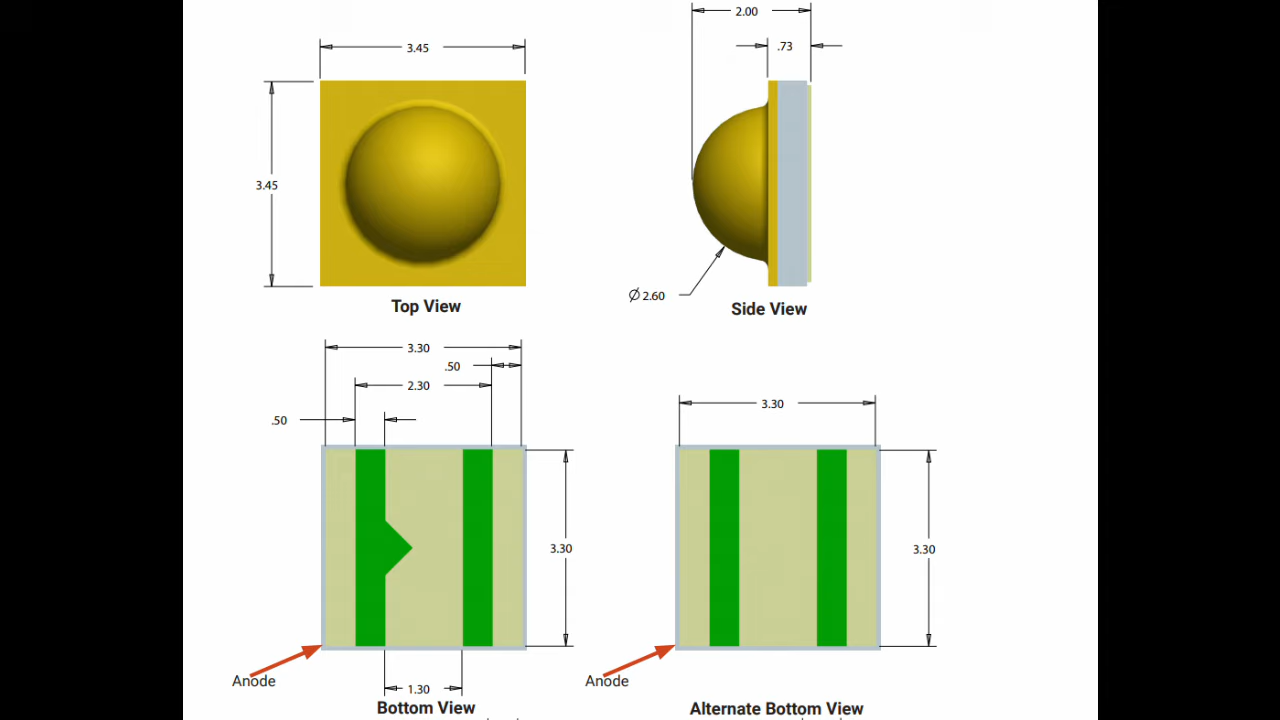 2.00
3.45
.73
3.45
Ø 2.60
Top View
Side View
3.30
.50
2.30
.50
3.30
3.30
3.30
Anode
Anode
1.30
Bottom View
Alternate Bottom View